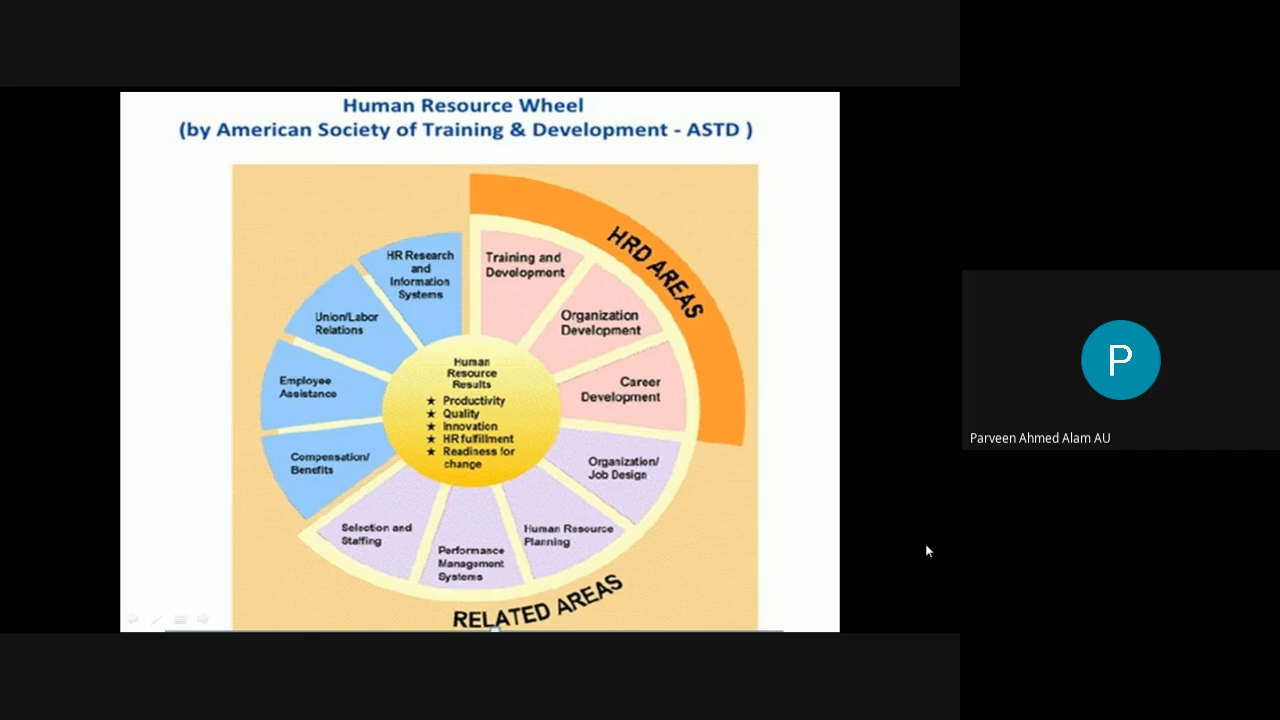 Human Resource Wheel
(by American Society of Training & Development - ASTD )
HRD AREAS
Training and
Development
Organization
Development
Career
Development
Organization/
Job Design
Human Resource
Planning
Performance
Management
Systems
Selection and
Staffing
Compensation/
Benefits
Employee
Assistance
Union/Labor
Relations
HR Research
and
Information
Systems
Human
Resource
Results
★ Productivity
★ Quality
★ Innovation
★ HR fulfillment
★ Readiness for
change
RELATED AREAS
P
Parveen Ahmed Alam AU